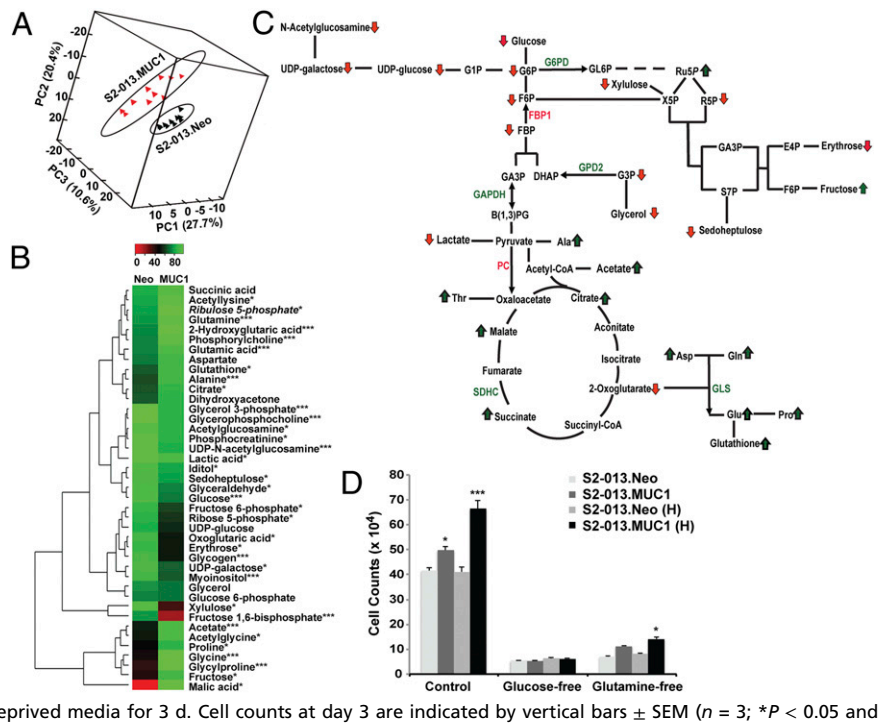 A
PC2 (20.4%)
-20
-10
0
10
20
S2-013.MUC1
S2-013.Neo
-20
-10
0
10
20
PC3 (10.6%)
10 5 0 -5 -10
PC1 (27.7%)
B
0 40 80
Neo MUC1
Succinic acid
Acetyllysine*
Ribulose 5-phosphate*
Glutamine***
2-Hydroxyglutaric acid***
Phosphorylcholine***
Glutamic acid***
Aspartate
Glutathione*
Alanine***
Citrate*
Dihydroxyacetone
Glycerol 3-phosphate***
Glycerophosphocholine***
Acetylglucosamine*
Phosphocreatinine*
UDP-N-acetylglucosamine***
Lactic acid*
Iditol*
Sedoheptulose*
Glyceraldehyde*
Glucose***
Fructose 6-phosphate*
Ribose 5-phosphate*
UDP-glucose
Oxoglutaric acid*
Erythrose*
Glycogen***
UDP-galactose*
Myoinositol***
Glycerol
Glucose 6-phosphate
Xylulose*
Fructose 1,6-bisphosphate***
Acetate***
Acetylglycine*
Proline*
Glycine***
Glycylproline***
Fructose*
Malic acid*
C
N-Acetylglucosamine
Glucose
UDP-galactose
UDP-glucose
G1P
G6P
G6PD
GL6P
Ru5P
Xylulose
F6P
X5P
R5P
FBP1
FBP
GA3P
E4P
Erythrose
GA3P
DHAP
GPD2
G3P
S7P
F6P
Fructose
GAPDH
B(1,3)PG
Glycerol
Sedoheptulose
Lactate
Pyruvate
Ala
PC
Acetyl-CoA
Acetate
Thr
Oxaloacetate
Citrate
Malate
Aconitate
Fumarate
Isocitrate
Asp
Gln
SDHC
2-Oxoglutarate
GLS
Succinate
Succinyl-CoA
Glu
Pro
Glutathione
D
Cell Counts (x 10⁴)
80
70
60
50
40
30
20
10
0
S2-013.Neo
S2-013.MUC1
S2-013.Neo (H)
S2-013.MUC1 (H)
*
***
*
Control
Glucose-free
Glutamine-free
eprived media for 3 d. Cell counts at day 3 are indicated by vertical bars ± SEM (n = 3; *P < 0.05 and